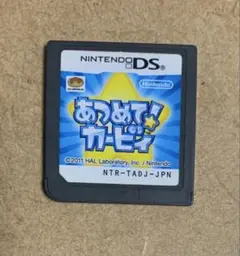 NINTENDO DS
Nintendo
あつめて!
カービィ
©2011 HAL Laboratory, Inc. / Nintendo
NTR-TADJ-JPN